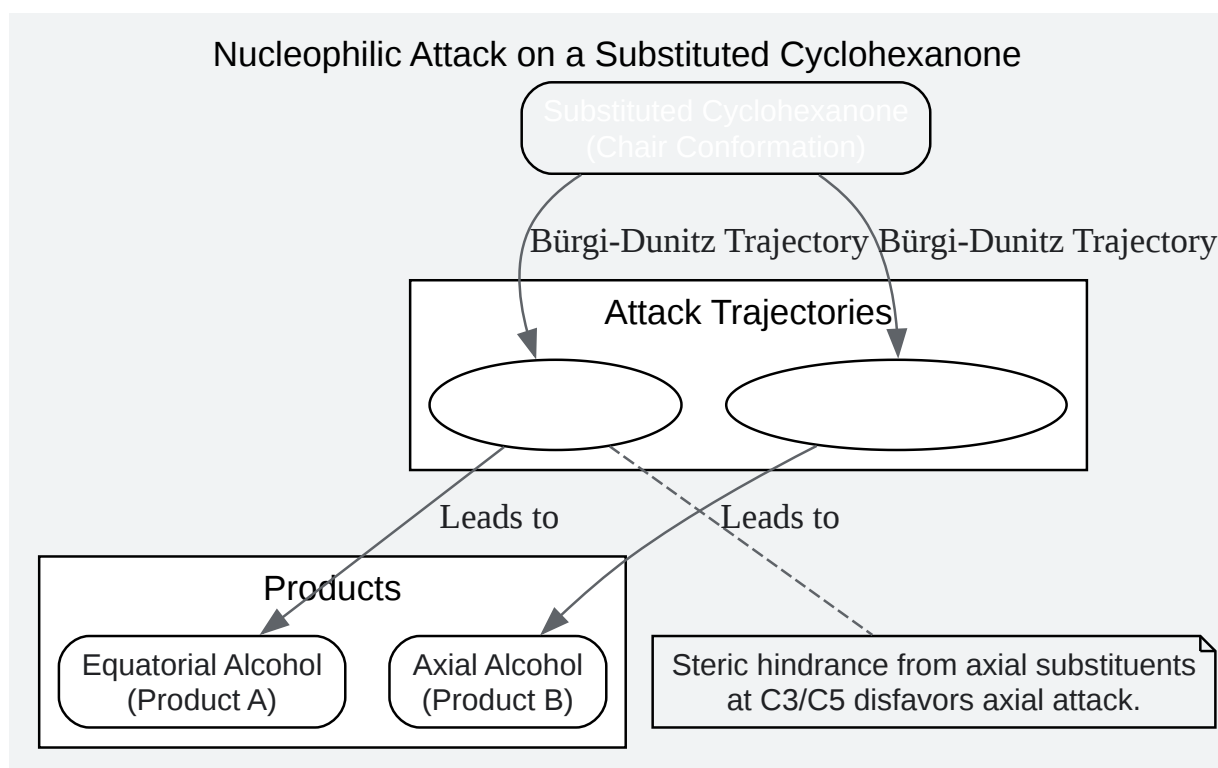 Nucleophilic Attack on a Substituted Cyclohexanone
Substituted Cyclohexanone
(Chair Conformation)
Bürgi-Dunitz Trajectory
Bürgi-Dunitz Trajectory
Attack Trajectories
Leads to
Leads to
Products
Equatorial Alcohol
(Product A)
Axial Alcohol
(Product B)
Steric hindrance from axial substituents
at C3/C5 disfavors axial attack.